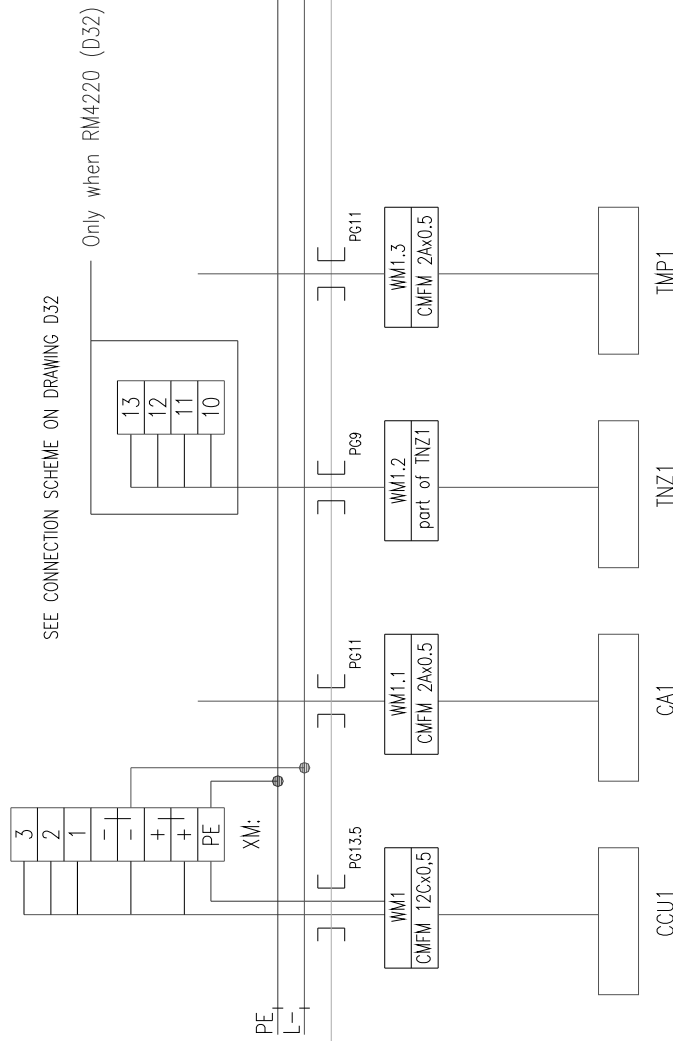 SEE CONNECTION SCHEME ON DRAWING D32
Only when RM4220 (D32)
3
2
1
-
-
+
+
PE
XM:
13
12
11
10
PE
L-
PG13.5
PG11
PG9
PG11
WM1
CMFM 12Cx0,5
WM1.1
CMFM 2Ax0.5
WM1.2
part of TNZ1
WM1.3
CMFM 2Ax0.5
CCU1
CA1
TNZ1
TMP1